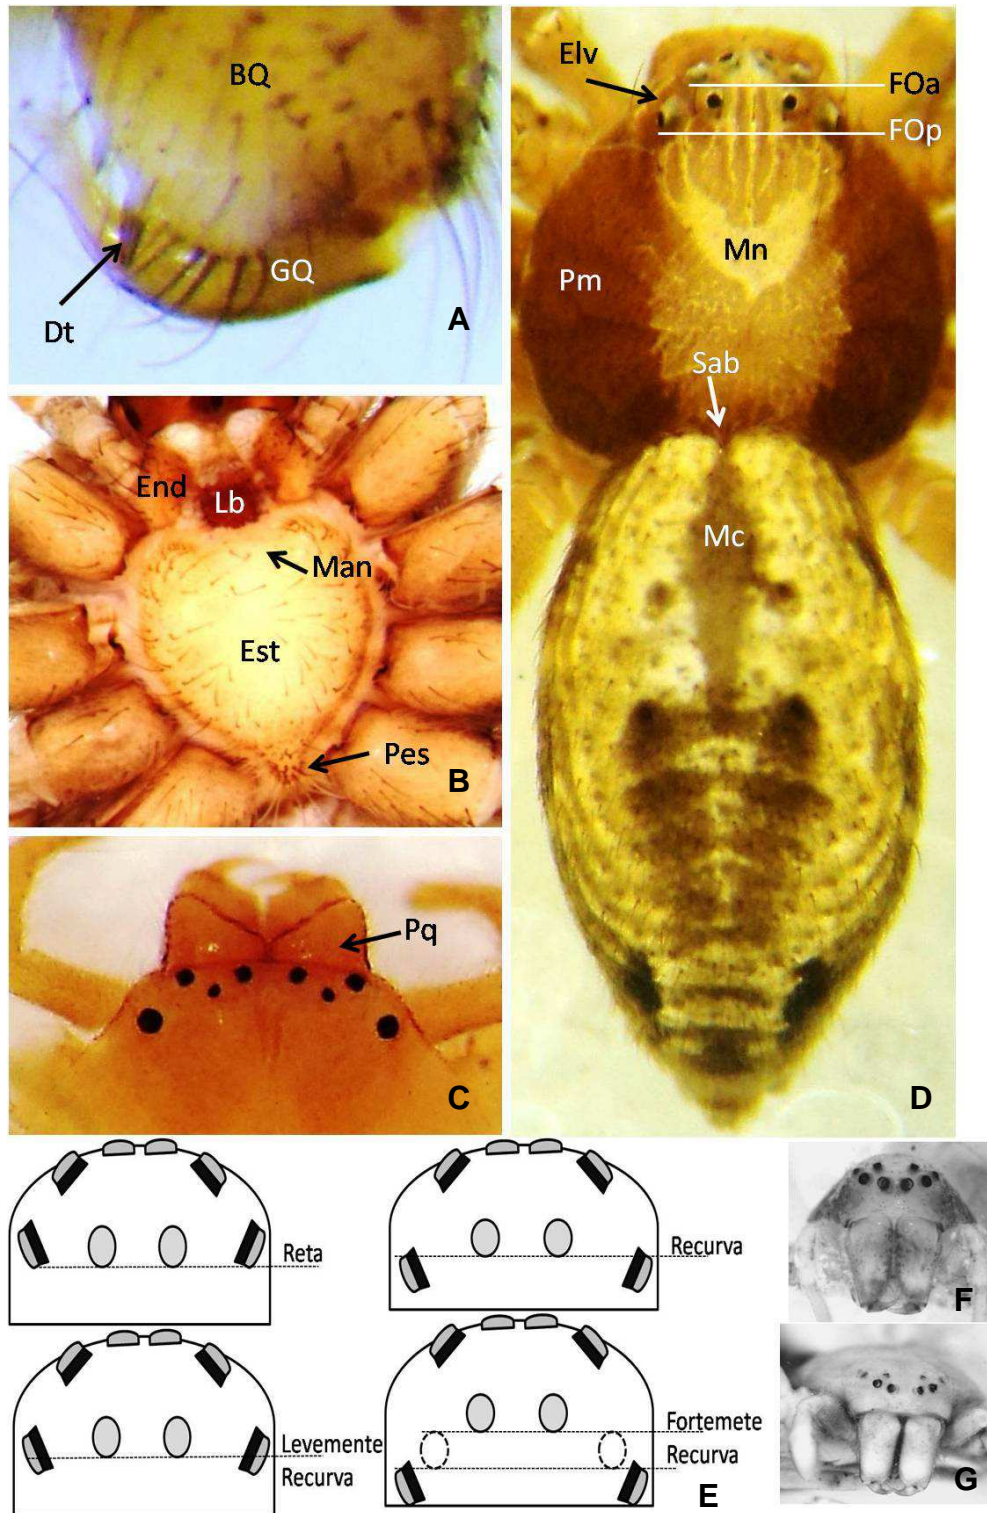 BQ
GQ
Dt
A
End
Lb
Man
Est
Pes
B
Pq
C
Elv
FOa
FOp
Mn
Pm
Sab
Mc
D
Reta
Recurva
Levemente
Recurva
Fortemete
Recurva
E
F
G